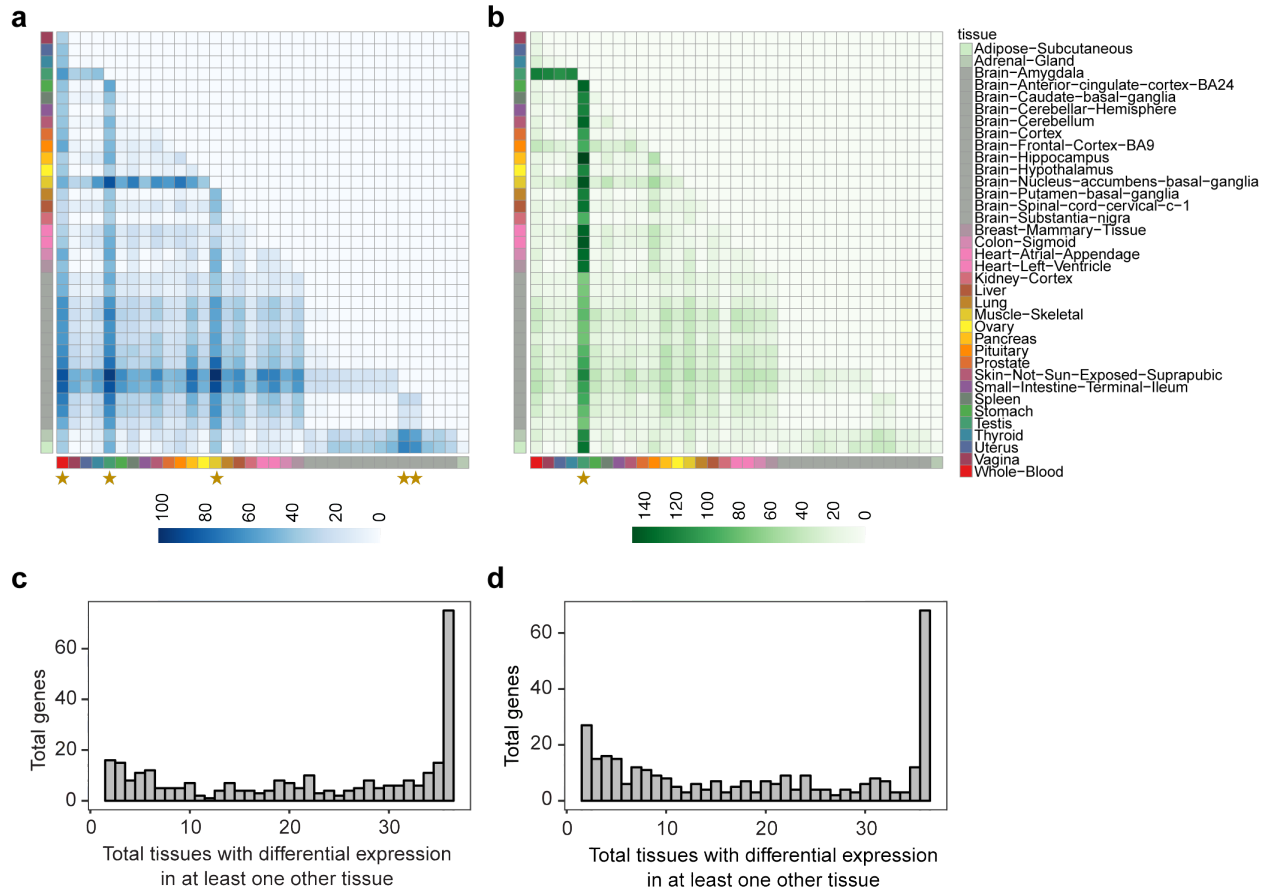 a
b
tissue
Adipose−Subcutaneous
Adrenal−Gland
Brain−Amygdala
Brain−Anterior−cingulate−cortex−BA24
Brain−Caudate−basal−ganglia
Brain−Cerebellar−Hemisphere
Brain−Cerebellum
Brain−Cortex
Brain−Frontal−Cortex−BA9
Brain−Hippocampus
Brain−Hypothalamus
Brain−Nucleus−accumbens−basal−ganglia
Brain−Putamen−basal−ganglia
Brain−Spinal−cord−cervical−c−1
Brain−Substantia−nigra
Breast−Mammary−Tissue
Colon−Sigmoid
Heart−Atrial−Appendage
Heart−Left−Ventricle
Kidney−Cortex
Liver
Lung
Muscle−Skeletal
Ovary
Pancreas
Pituitary
Prostate
Skin−Not−Sun−Exposed−Suprapubic
Small−Intestine−Terminal−Ileum
Spleen
Stomach
Testis
Thyroid
Uterus
Vagina
Whole−Blood
100 80 60 40 20 0
140 120 100 80 60 40 20 0
c
Total genes
60
40
20
0
0 10 20 30
Total tissues with differential expression
in at least one other tissue
d
Total genes
60
40
20
0
0 10 20 30
Total tissues with differential expression
in at least one other tissue